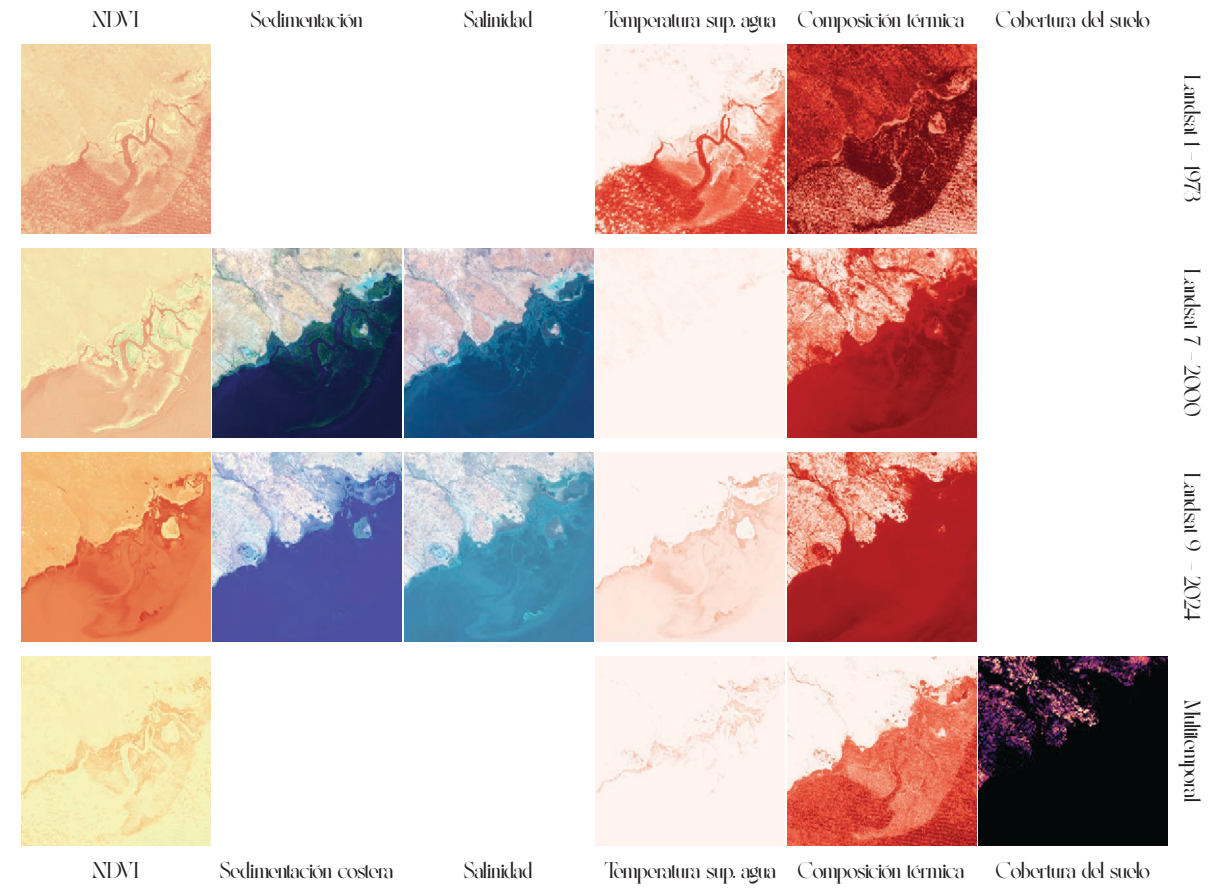 NDVI
Sedimentación
Salinidad
Temperatura sup. agua
Composición térmica
Cobertura del suelo
Landsat 1 - 1973
Landsat 7 - 2000
Landsat 9 - 2024
Multitemporal
NDVI
Sedimentación costera
Salinidad
Temperatura sup. agua
Composición térmica
Cobertura del suelo